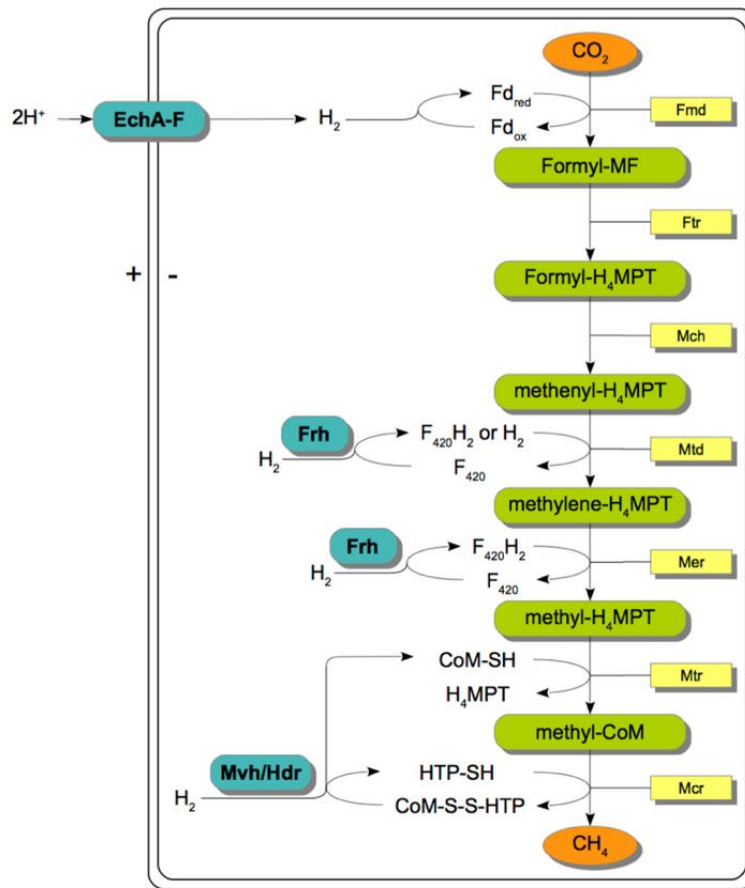 CO₂
Fd_red
2H⁺ EchA-F H₂ Fmd
Fd_ox
Formyl-MF
Ftr
+ - Formyl-H₄MPT
Mch
methenyl-H₄MPT
Frh F₄₂₀H₂ or H₂ Mtd
H₂ F₄₂₀
methylene-H₄MPT
Frh F₄₂₀H₂ Mer
H₂ F₄₂₀
methyl-H₄MPT
CoM-SH Mtr
H₄MPT
methyl-CoM
Mvh/Hdr HTP-SH Mcr
H₂ CoM-S-S-HTP
CH₄